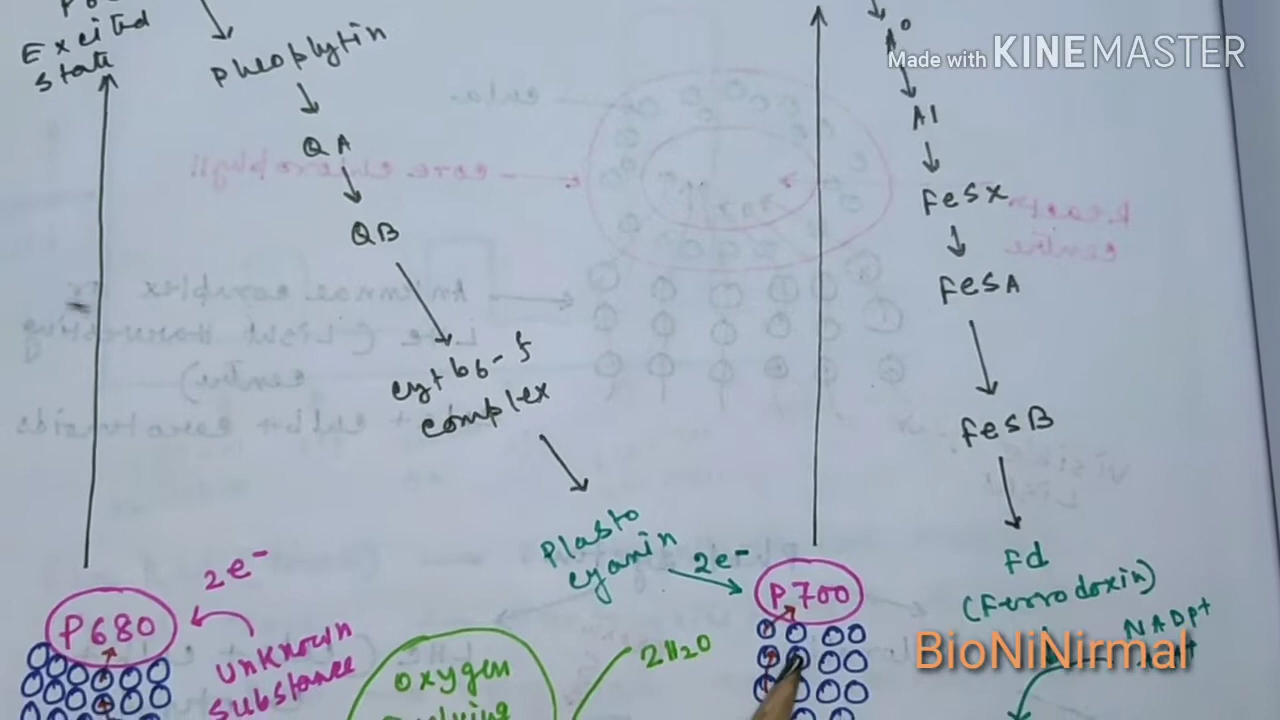 Excited
state
Pheophytin
QA
QB
cyt b6-f
complex
Plasto
cyanin
2e-
P700
P680
2e-
unknown
substance
oxygen
2H2O
A0
A1
FeSX
FeSA
FeSB
Fd
(Ferrodoxin)
NADP+
Made with KINEMASTER
BioNiNirmal